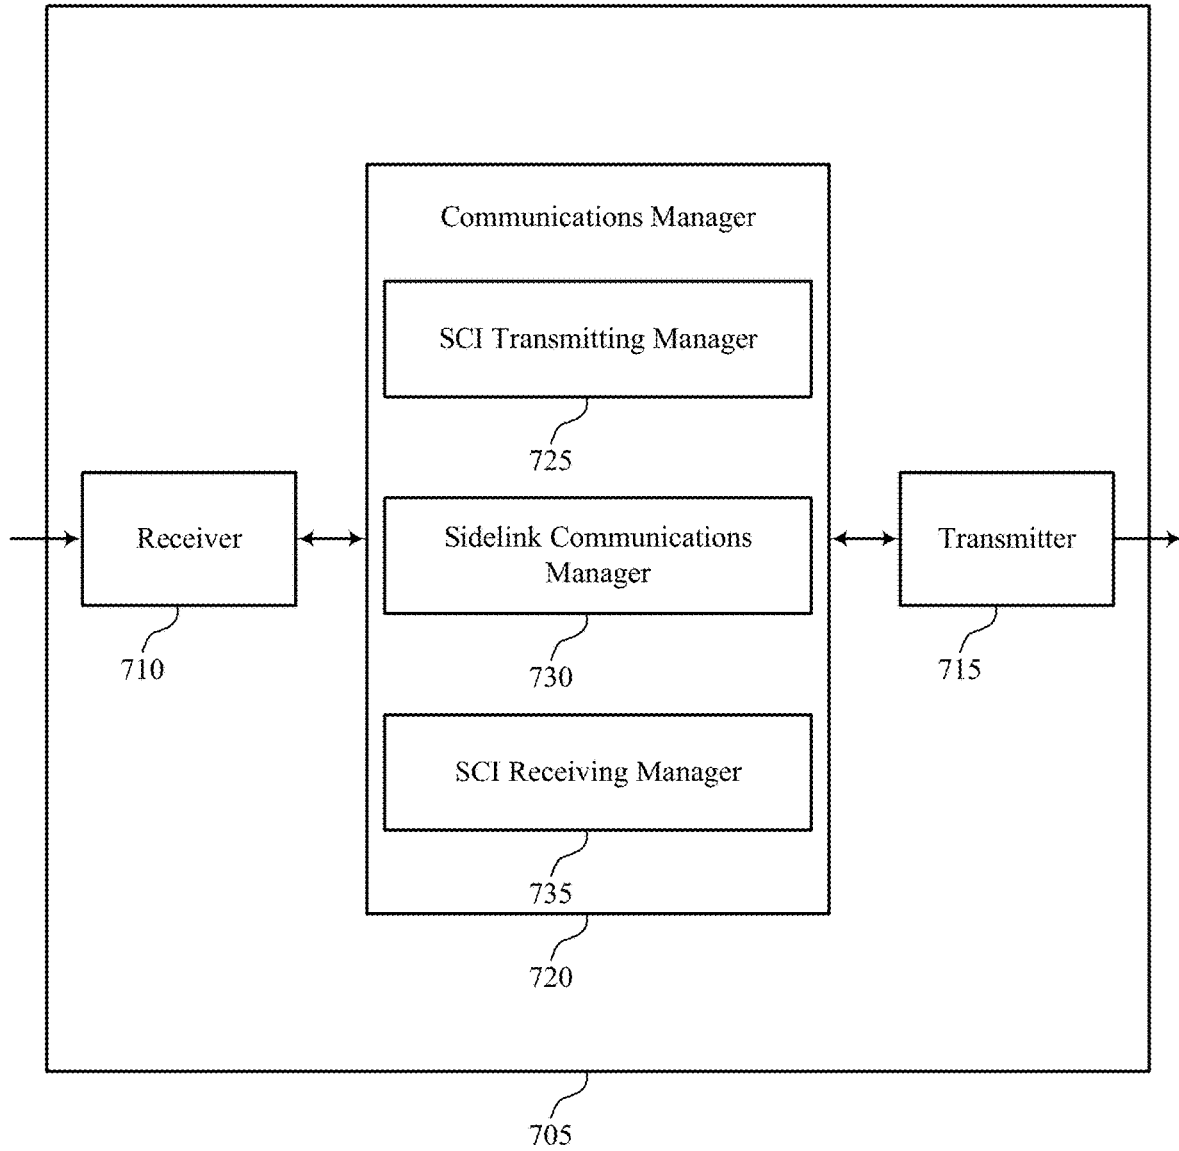 Communications Manager
SCI Transmitting Manager
725
Receiver
710
Sidelink Communications
Manager
730
Transmitter
715
SCI Receiving Manager
735
720
705